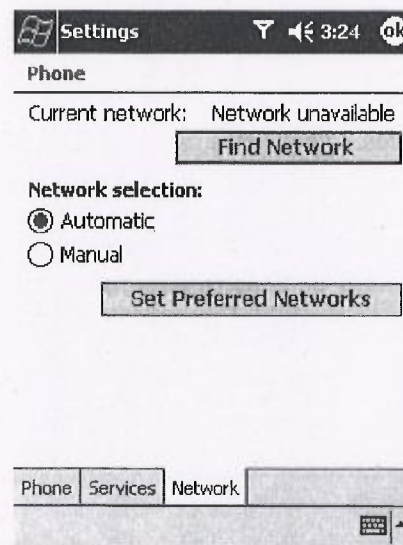 Settings 3:24 ok
Phone
Current network: Network unavailable
Find Network
Network selection:
Automatic
Manual
Set Preferred Networks
Phone Services Network